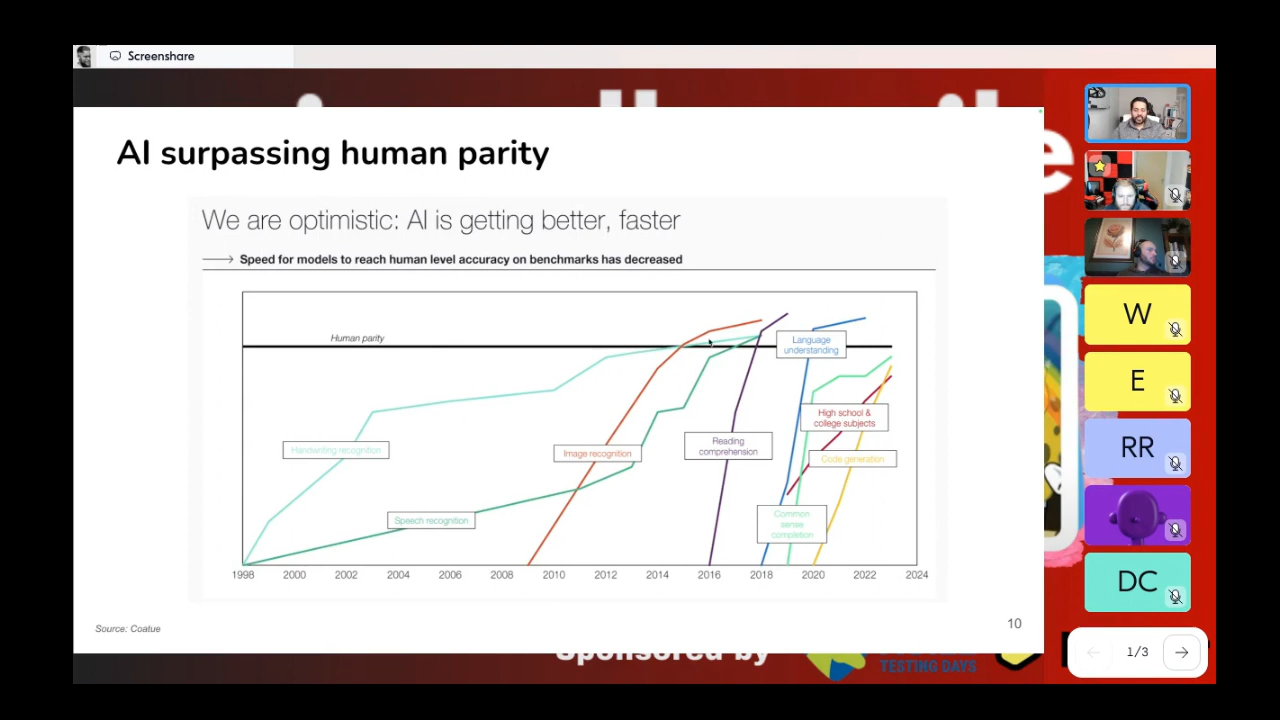 Screenshare
AI surpassing human parity
We are optimistic: AI is getting better, faster
Speed for models to reach human level accuracy on benchmarks has decreased
Human parity
Language
understanding
High school &
college subjects
Handwriting recognition
Image recognition
Reading
comprehension
Code generation
Speech recognition
Common
sense
completion
1998 2000 2002 2004 2006 2008 2010 2012 2014 2016 2018 2020 2022 2024
Source: Coatue
10
Sponsored by
TESTING DAYS
W
E
RR
DC
1/3